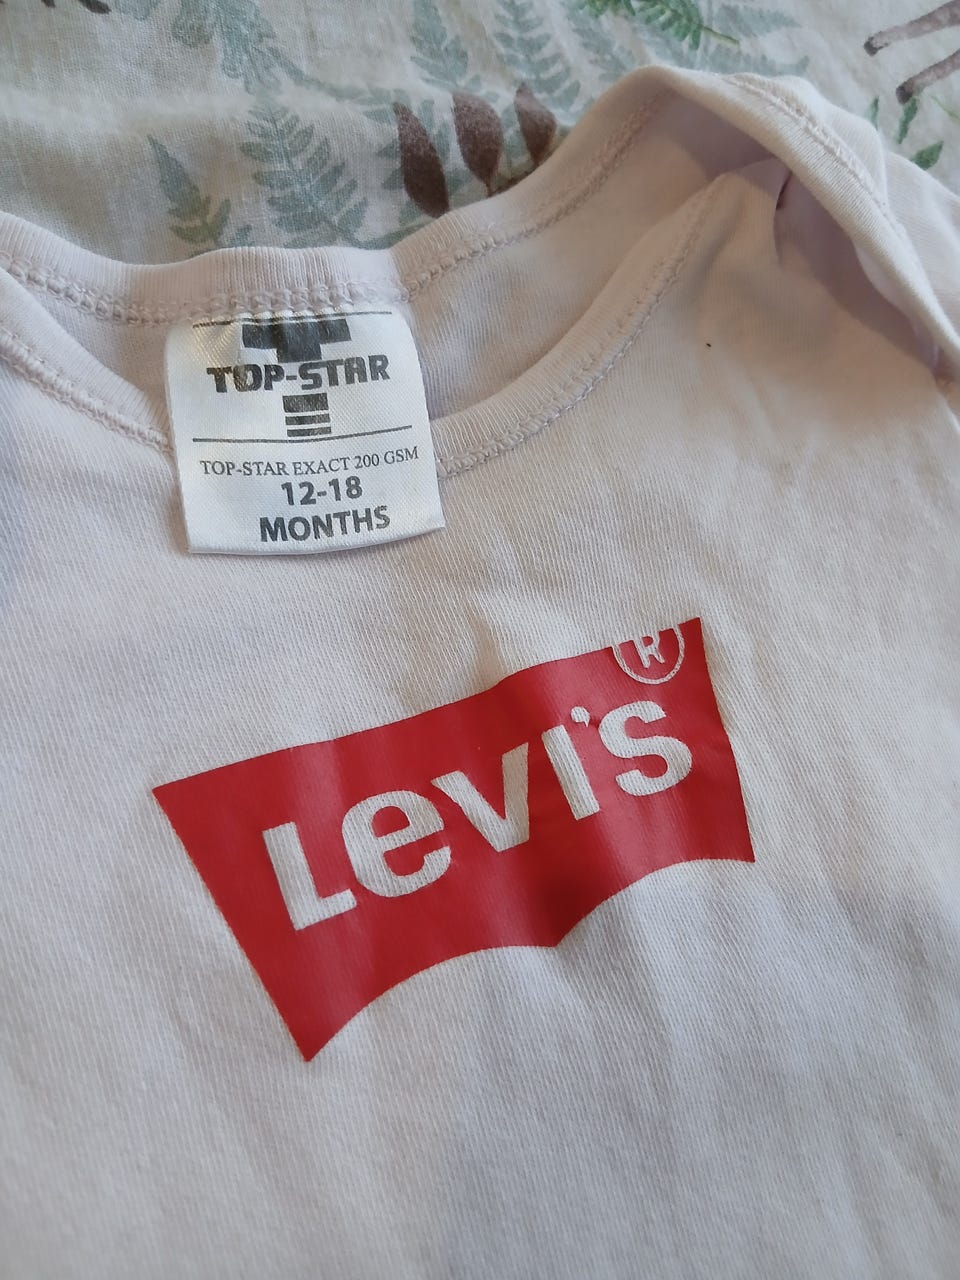 TOP-STAR
TOP-STAR EXACT 200 GSM
12-18
MONTHS
Levi's ®